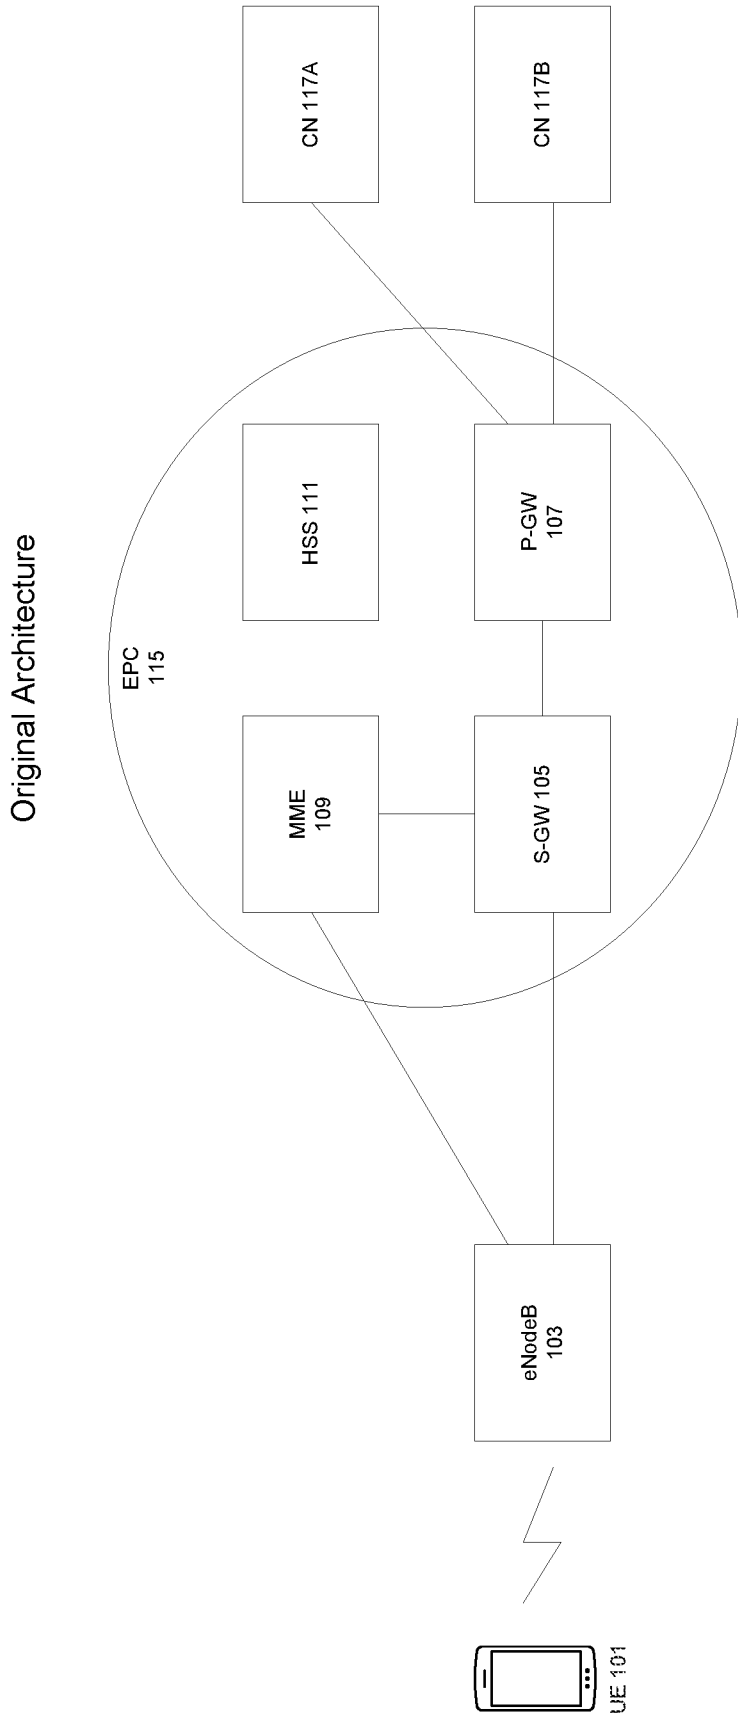 Original Architecture
EPC
115
MME
109
HSS 111
CN 117A
UE 101
eNodeB
103
S-GW 105
P-GW
107
CN 117B